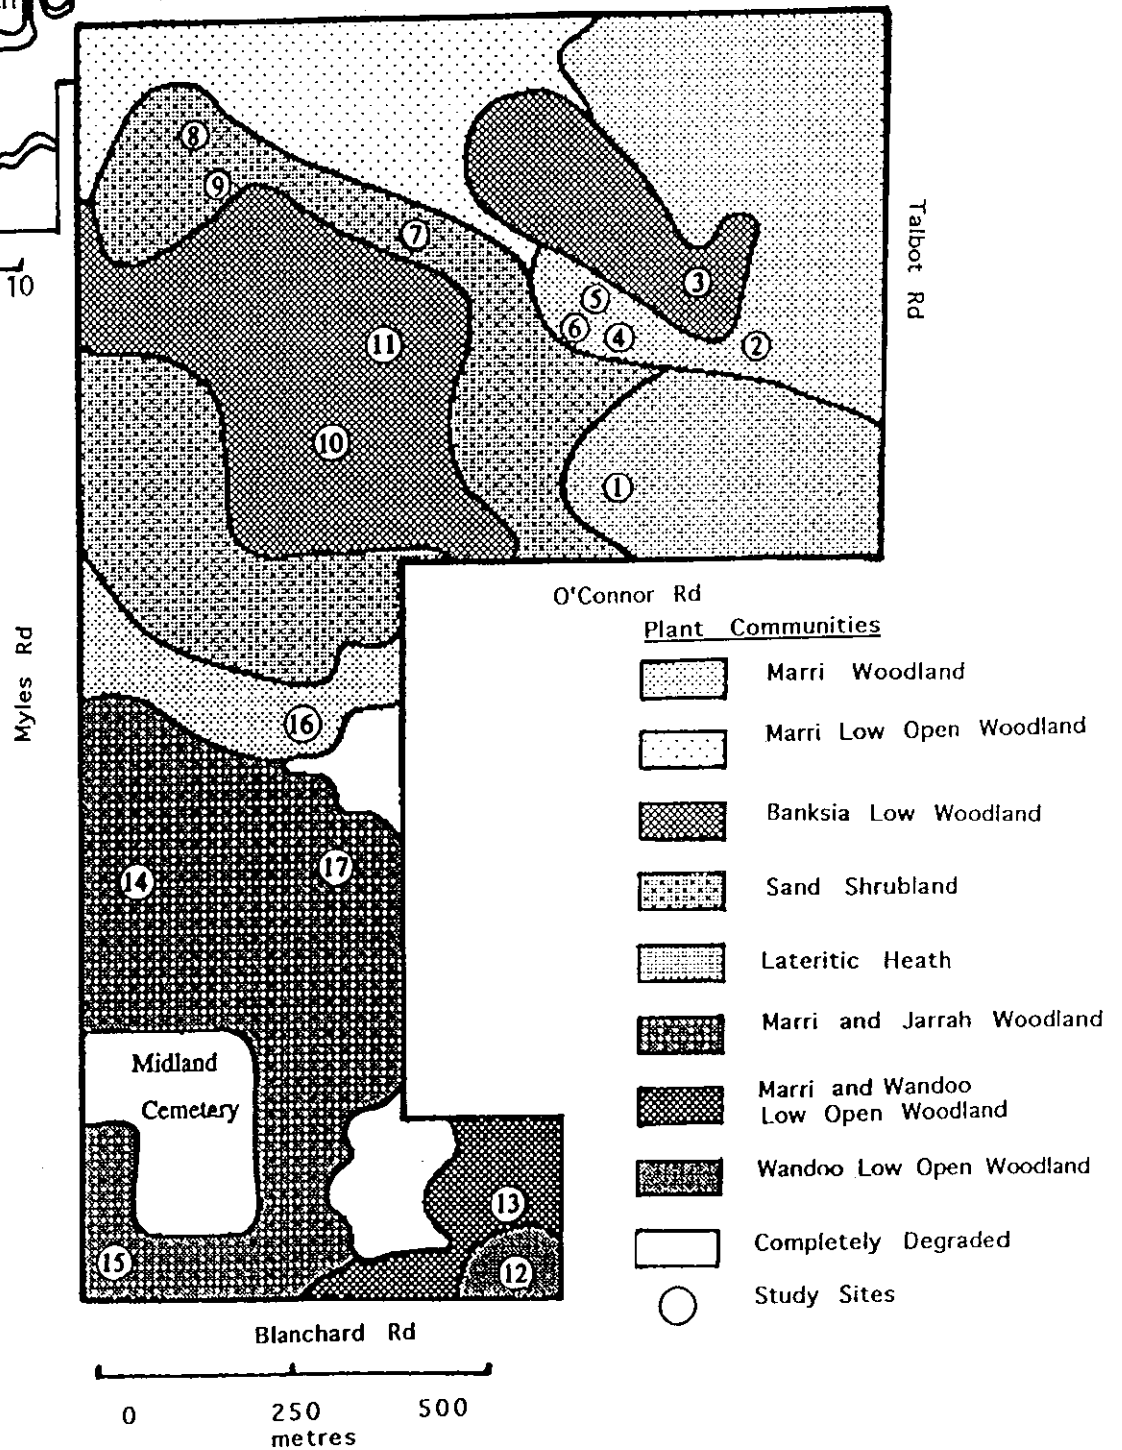 10
8
9
7
11
10
5
6
4
3
2
1
Talbot Rd
O'Connor Rd
Myles Rd
16
14
17
Midland
Cemetery
15
13
12
Blanchard Rd
0 250 500
metres
Plant Communities
Marri Woodland
Marri Low Open Woodland
Banksia Low Woodland
Sand Shrubland
Lateritic Heath
Marri and Jarrah Woodland
Marri and Wandoo
Low Open Woodland
Wandoo Low Open Woodland
Completely Degraded
Study Sites